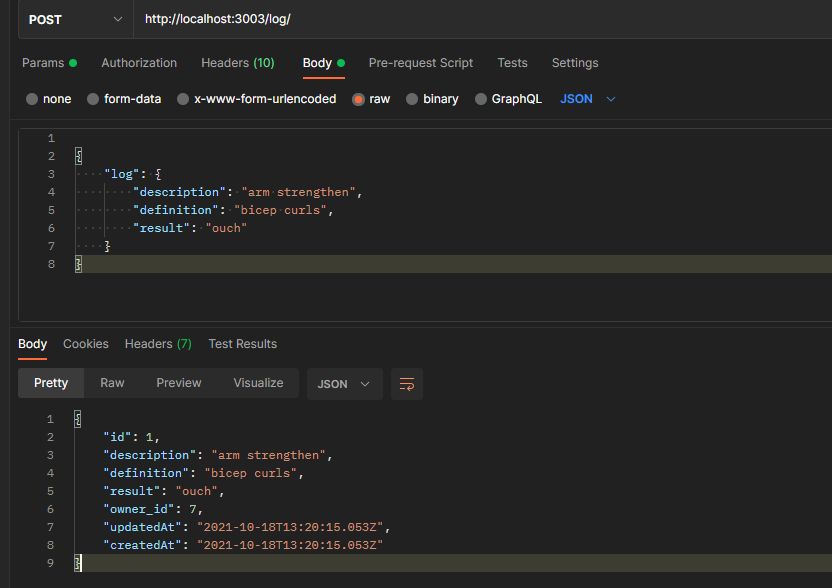 POST http://localhost:3003/log/
Params Authorization Headers (10) Body Pre-request Script Tests Settings
none form-data x-www-form-urlencoded raw binary GraphQL JSON
1
2 {
3 "log": {
4 "description": "arm strengthen",
5 "definition": "bicep curls",
6 "result": "ouch"
7 }
8 }
Body Cookies Headers (7) Test Results
Pretty Raw Preview Visualize JSON
1 {
2 "id": 1,
3 "description": "arm strengthen",
4 "definition": "bicep curls",
5 "result": "ouch",
6 "owner_id": 7,
7 "updatedAt": "2021-10-18T13:20:15.053Z",
8 "createdAt": "2021-10-18T13:20:15.053Z"
9 }